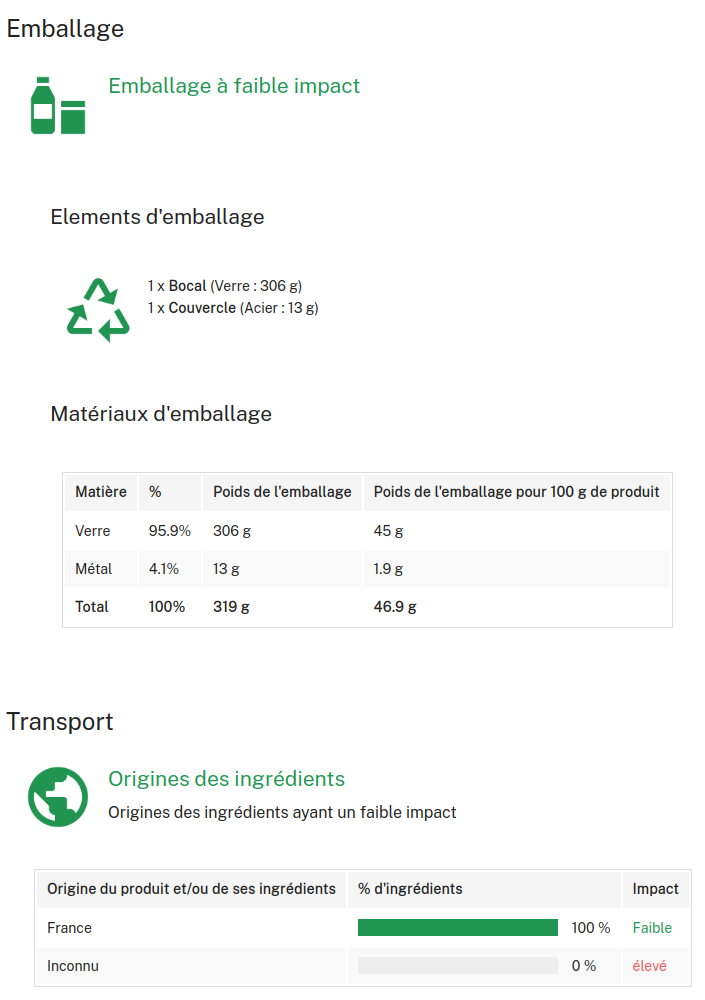 Emballage
Emballage à faible impact
Elements d'emballage
1 x Bocal (Verre : 306 g)
1 x Couvercle (Acier : 13 g)
Matériaux d'emballage
Matière % Poids de l'emballage Poids de l'emballage pour 100 g de produit
Verre 95.9% 306 g 45 g
Métal 4.1% 13 g 1.9 g
Total 100% 319 g 46.9 g
Transport
Origines des ingrédients
Origines des ingrédients ayant un faible impact
Origine du produit et/ou de ses ingrédients % d'ingrédients Impact
France 100 % Faible
Inconnu 0 % élevé